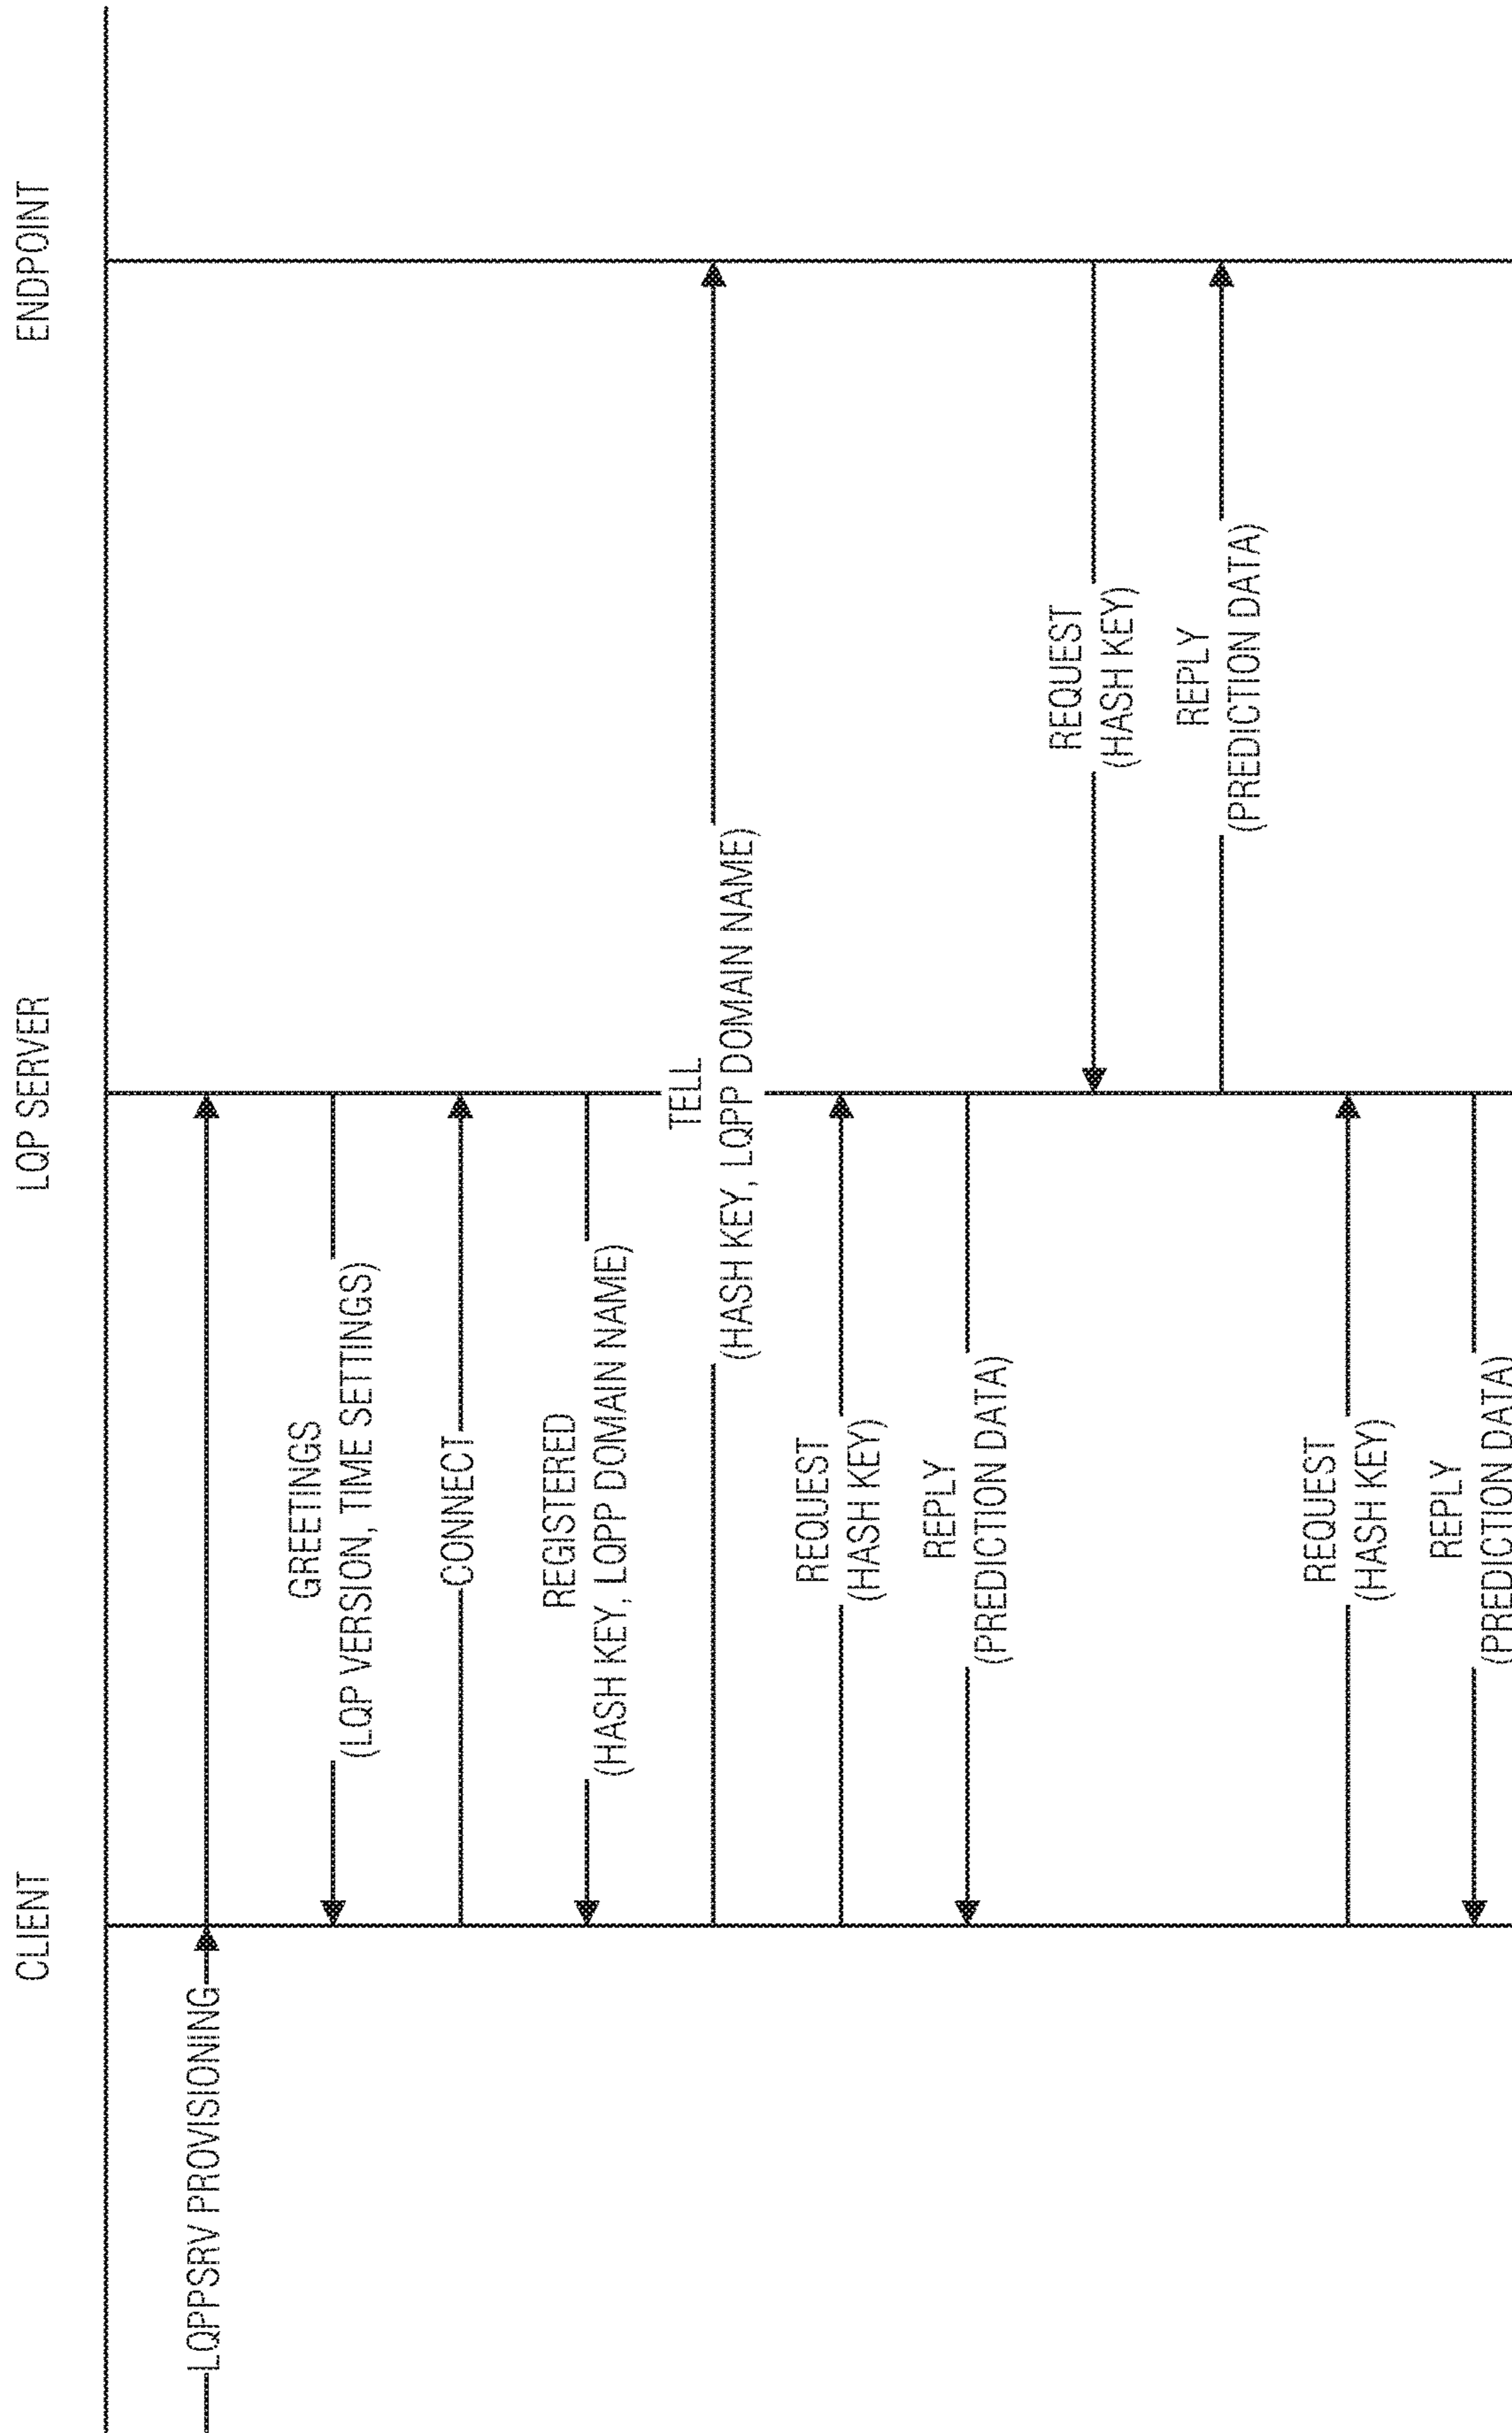 CLIENT
LQP SERVER
ENDPOINT
LQPPSRV PROVISIONING
GREETINGS
(LQP VERSION, TIME SETTINGS)
CONNECT
REGISTERED
(HASH KEY, LQPP DOMAIN NAME)
TELL
(HASH KEY, LQPP DOMAIN NAME)
REQUEST
(HASH KEY)
REPLY
(PREDICTION DATA)
REQUEST
(HASH KEY)
REPLY
(PREDICTION DATA)
REQUEST
(HASH KEY)
REPLY
(PREDICTION DATA)